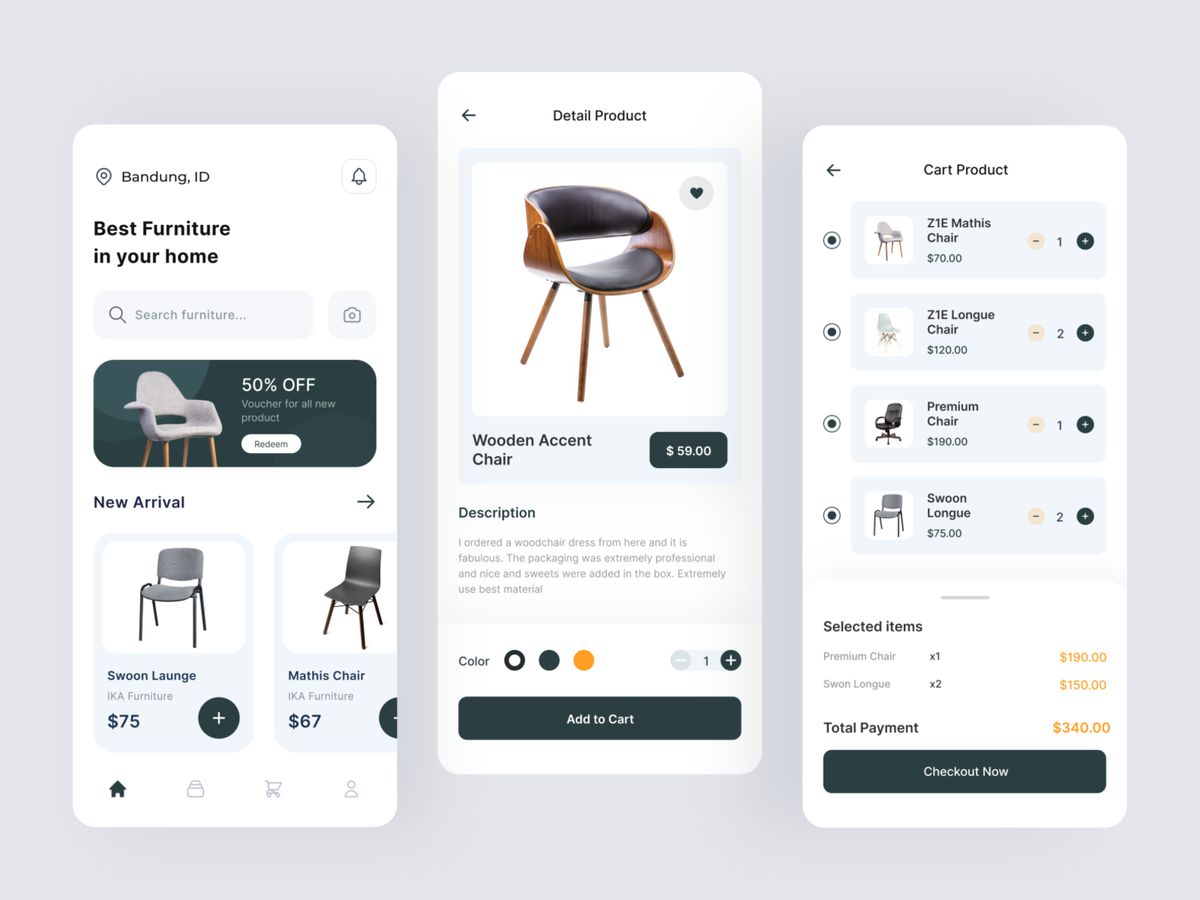 Bandung, ID
Best Furniture
in your home
Search furniture...
50% OFF
Voucher for all new
product
Redeem
New Arrival
Swoon Launge
IKA Furniture
$75
Mathis Chair
IKA Furniture
$67
Detail Product
Wooden Accent
Chair
$ 59.00
Description
I ordered a woodchair dress from here and it is
fabulous. The packaging was extremely professional
and nice and sweets were added in the box. Extremely
use best material
Color
1
Add to Cart
Cart Product
Z1E Mathis
Chair
$70.00
1
Z1E Longue
Chair
$120.00
2
Premium
Chair
$190.00
1
Swoon
Longue
$75.00
2
Selected items
Premium Chair x1 $190.00
Swon Longue x2 $150.00
Total Payment $340.00
Checkout Now